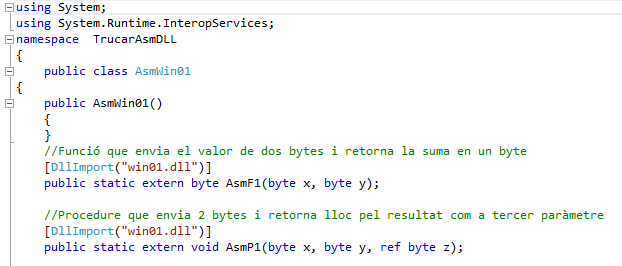 using System;
using System.Runtime.InteropServices;
namespace  TrucarAsmDLL
{
    public class AsmWin01
{
    public AsmWin01()
    {
    }
    //Funció que envia el valor de dos bytes i retorna la suma en un byte
    [DllImport("win01.dll")]
    public static extern byte AsmF1(byte x, byte y);

    //Procedure que envia 2 bytes i retorna lloc pel resultat com a tercer paràmetre
    [DllImport("win01.dll")]
    public static extern void AsmP1(byte x, byte y, ref byte z);